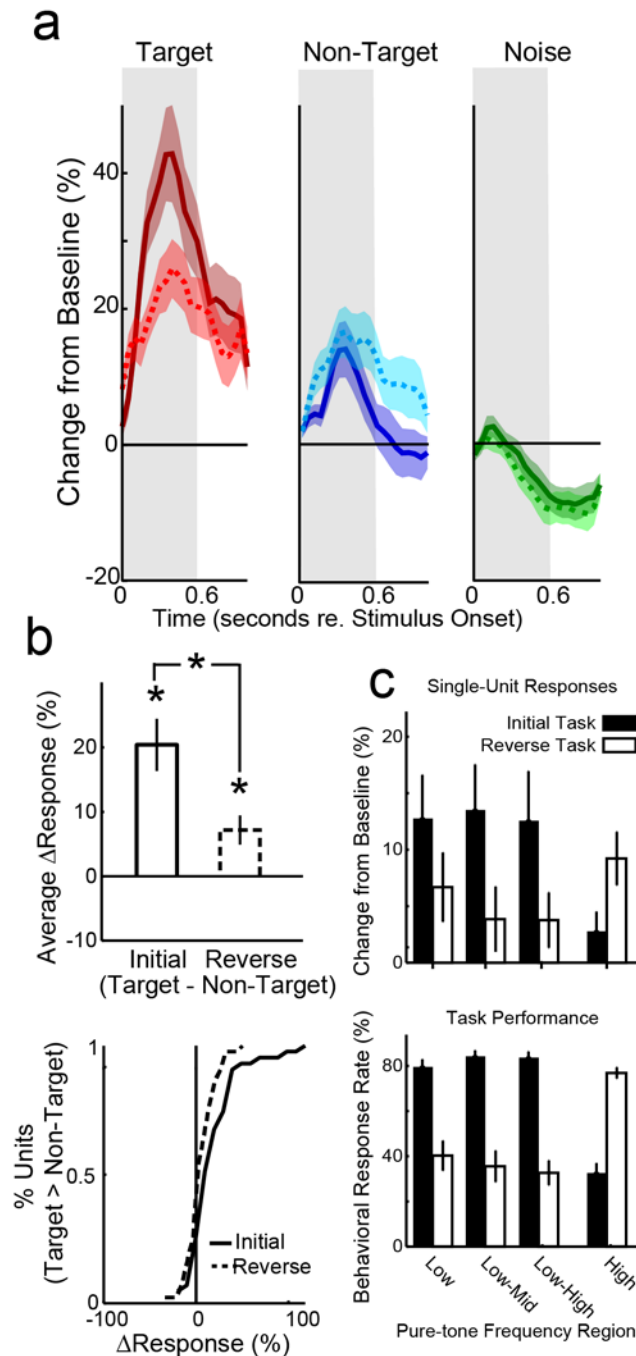 a
Target Non-Target Noise
Change from Baseline (%)
40
20
0
-20
0 0.6 0 0.6 0 0.6
Time (seconds re. Stimulus Onset)
b
*
* *
Average ΔResponse (%)
20
10
0
-10
Initial Reverse
(Target - Non-Target)
% Units
(Target > Non-Target)
1
0.5
0
Initial
Reverse
-100 0 100
ΔResponse (%)
c
Single-Unit Responses
Initial Task
Reverse Task
Change from Baseline (%)
20
10
0
Task Performance
Behavioral Response Rate (%)
80
40
0
Low Low-Mid Low-High High
Pure-tone Frequency Region